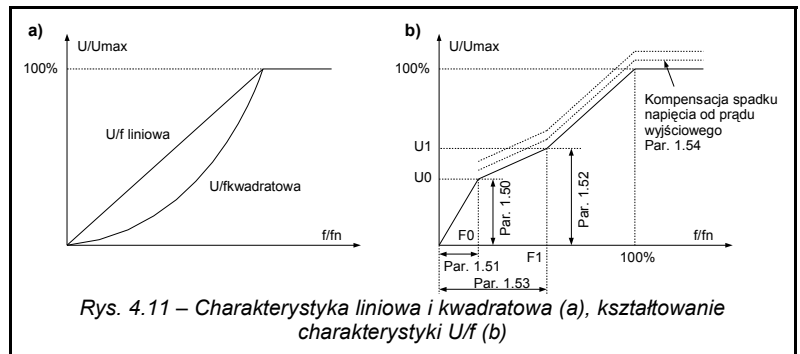 a)
U/Umax
100%
U/f liniowa
U/fkwadratowa
f/fn
b)
U/Umax
100%
Kompensacja spadku
napięcia od prądu
wyjściowego
Par. 1.54
U1
U0
Par. 1.50
Par. 1.52
F0
F1
100%
f/fn
Par. 1.51
Par. 1.53
Rys. 4.11 – Charakterystyka liniowa i kwadratowa (a), kształtowanie
charakterystyki U/f (b)